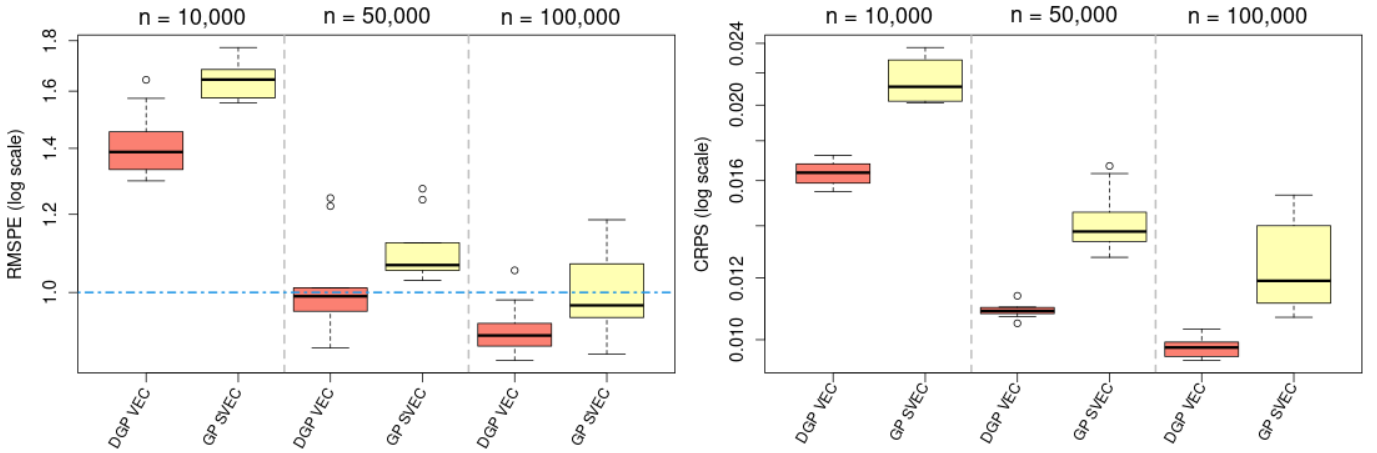 n = 10,000
n = 50,000
n = 100,000
RMSPE (log scale)
1.8
1.6
1.4
1.2
1.0
DGP VEC
GP SVEC
DGP VEC
GP SVEC
DGP VEC
GP SVEC
n = 10,000
n = 50,000
n = 100,000
CRPS (log scale)
0.024
0.020
0.016
0.012
0.010
DGP VEC
GP SVEC
DGP VEC
GP SVEC
DGP VEC
GP SVEC